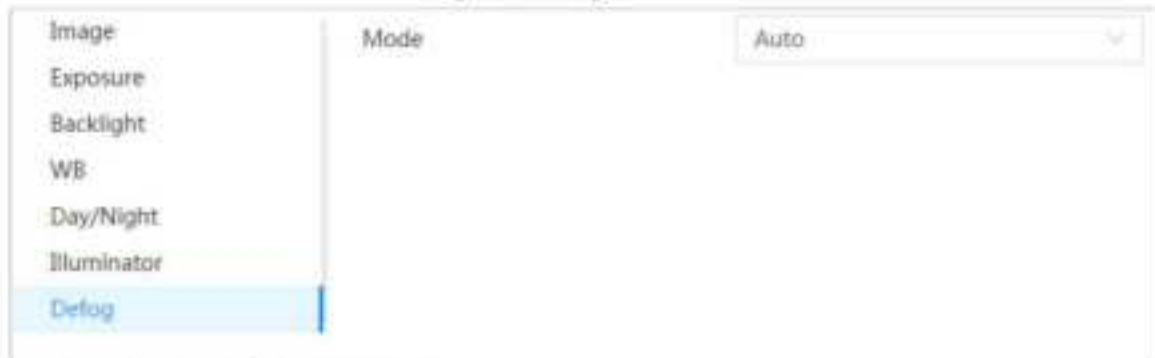 Image
Mode
Auto
Exposure
Backlight
WB
Day/Night
Illuminator
Defog